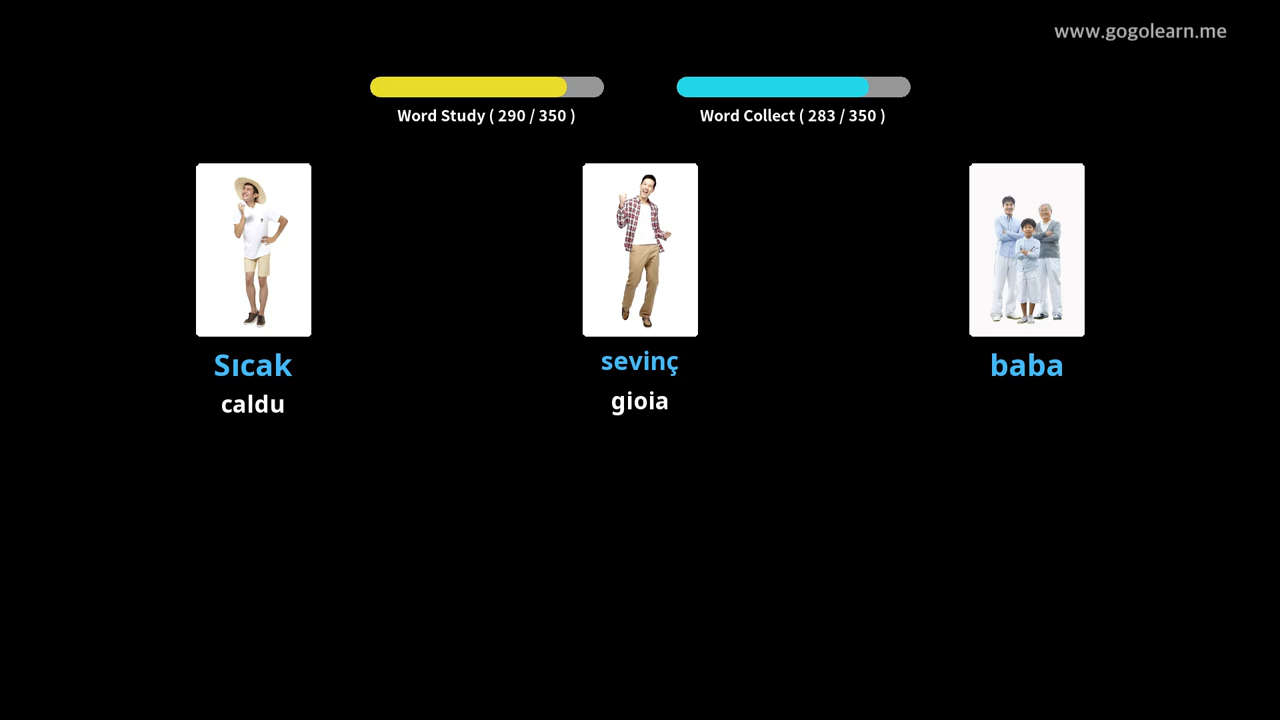 www.gogolearn.me
Word Study ( 290 / 350 )
Word Collect ( 283 / 350 )
Sıcak
caldu
sevinç
gioia
baba